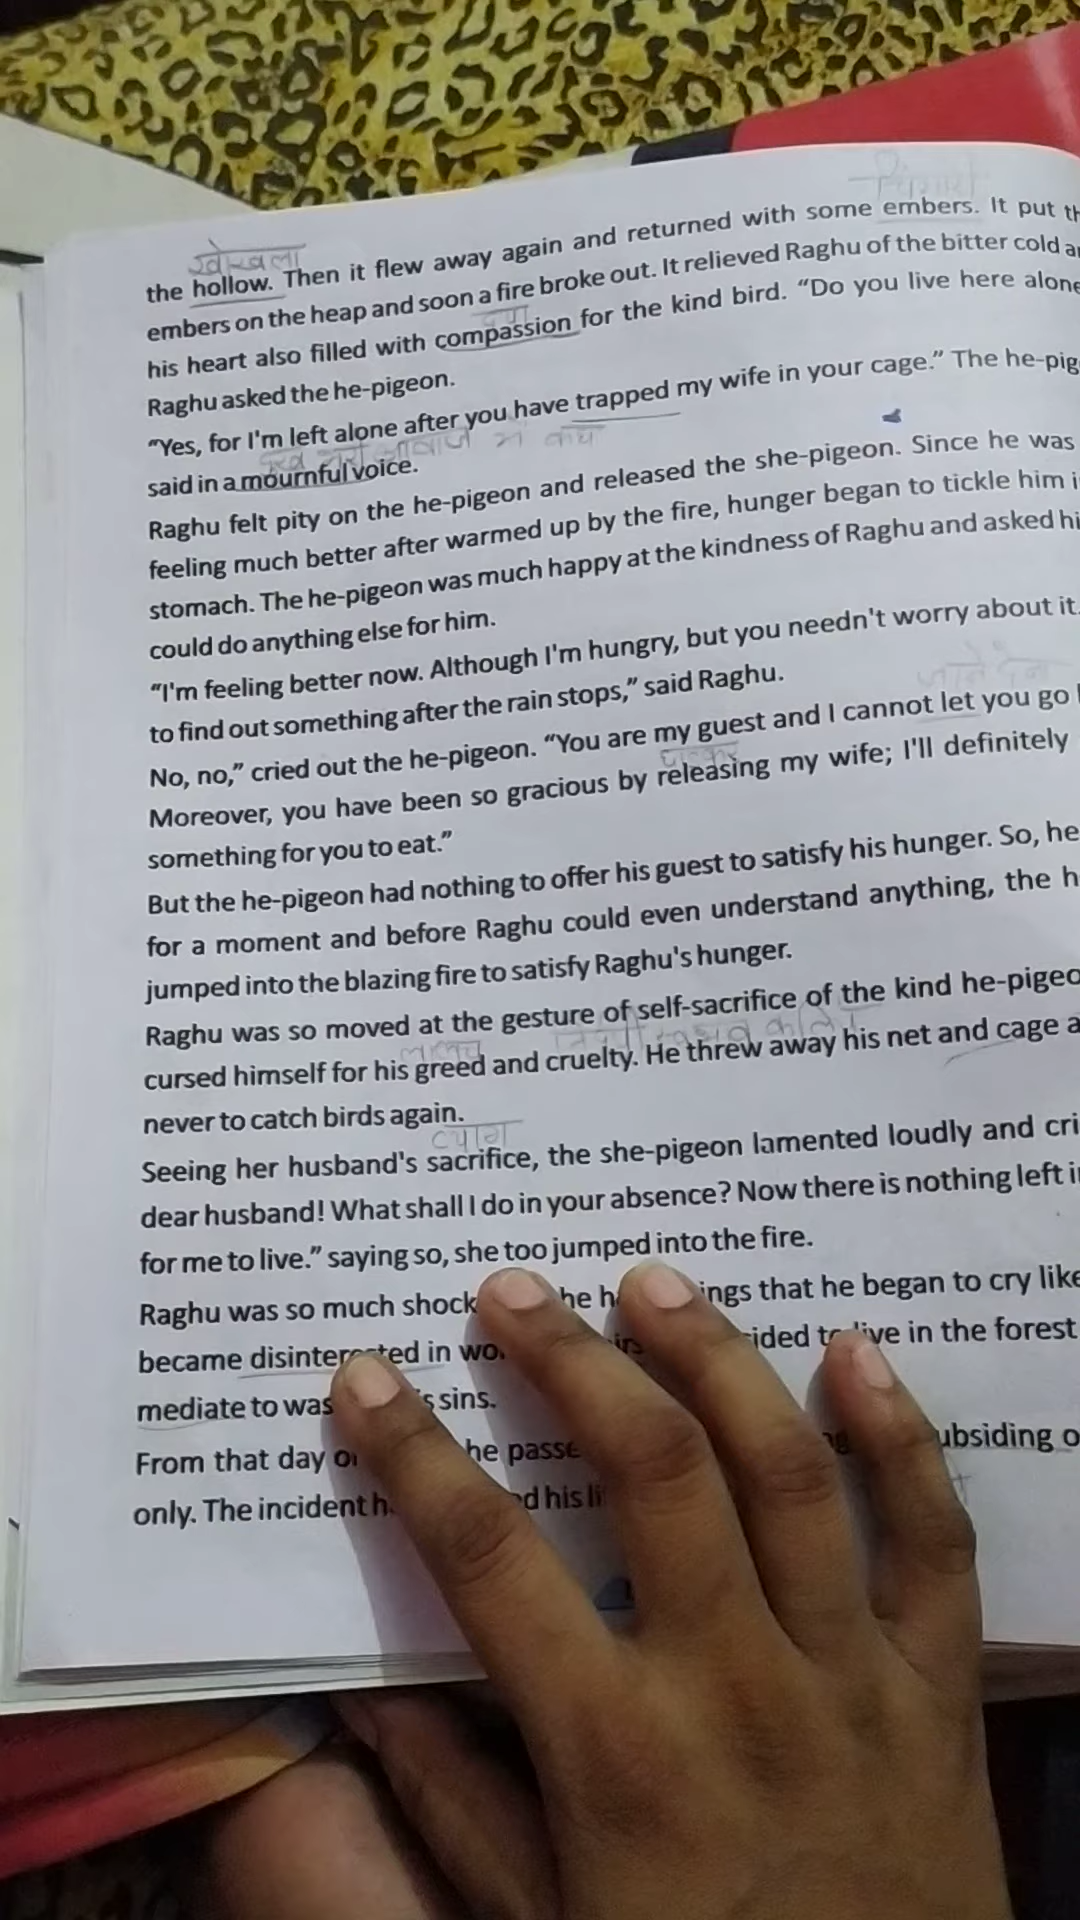 खोखला
the hollow. Then it flew away again and returned with some embers. It put
embers on the heap and soon a fire broke out. It relieved Raghu of the bitter cold
दया
his heart also filled with compassion for the kind bird. “Do you live here alone
Raghu asked the he-pigeon.
“Yes, for I'm left alone after you have trapped my wife in your cage.” The
said in a mournful voice.
Raghu felt pity on the he-pigeon and released the she-pigeon. Since he was
feeling much better after warmed up by the fire, hunger began to tickle him
stomach. The he-pigeon was much happy at the kindness of Raghu and asked
could do anything else for him.
“I'm feeling better now. Although I'm hungry, but you needn't worry about it.
to find out something after the rain stops,” said Raghu.
No, no,” cried out the he-pigeon. “You are my guest and I cannot let you go
Moreover, you have been so gracious by releasing my wife; I'll definitely
something for you to eat.”
But the he-pigeon had nothing to offer his guest to satisfy his hunger. So, he
for a moment and before Raghu could even understand anything, the
jumped into the blazing fire to satisfy Raghu's hunger.
Raghu was so moved at the gesture of self-sacrifice of the kind
लालच
cursed himself for his greed and cruelty. He threw away his net and cage
never to catch birds again.
त्याग
Seeing her husband's sacrifice, the she-pigeon lamented loudly and
dear husband! What shall I do in your absence? Now there is nothing left
for me to live.” saying so, she too jumped into the fire.
Raghu was so much that he began to cry like
became disinterested in live in the forest
mediate to sins.
From that day he
only. The incident his